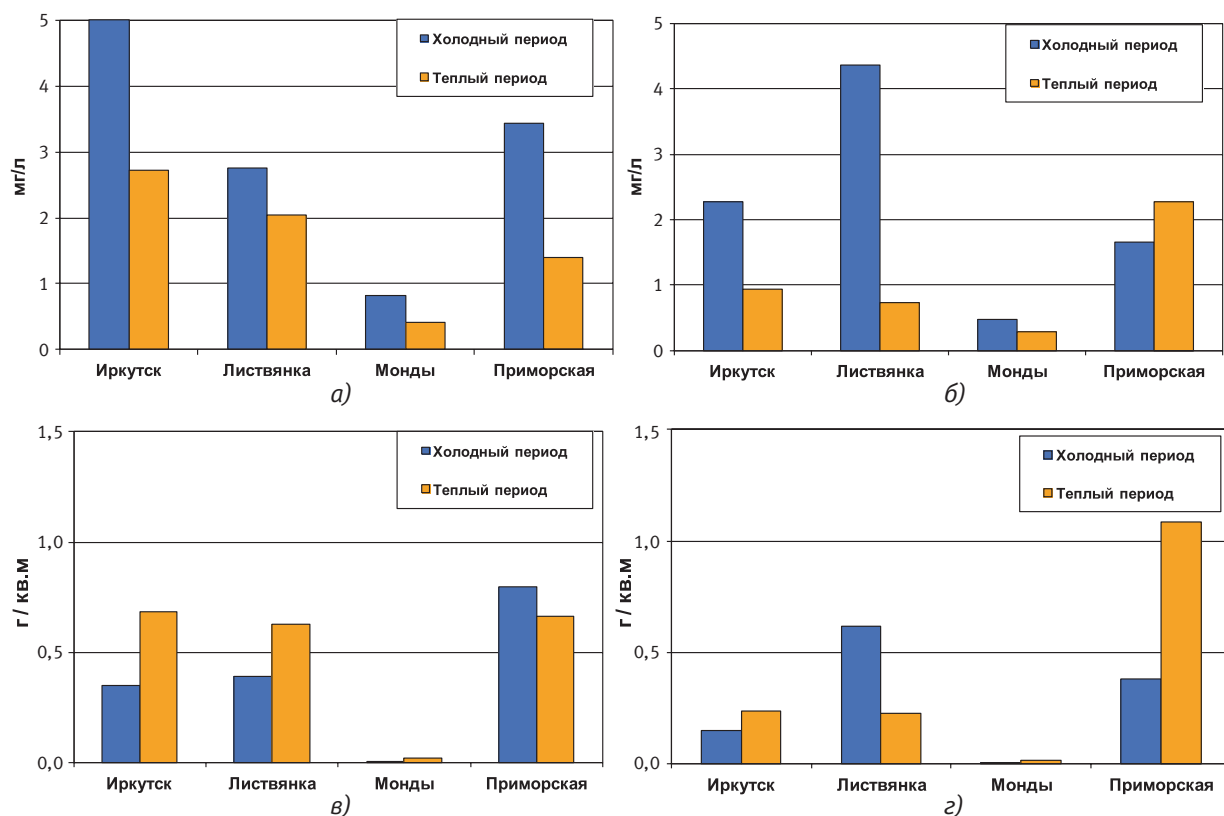 5
4
3
2
1
0
мг/л
Холодный период
Теплый период
Иркутск Листвянка Монды Приморская
а)
5
4
3
2
1
0
мг/л
Холодный период
Теплый период
Иркутск Листвянка Монды Приморская
б)
1,5
1,0
0,5
0,0
г / кв.м
Холодный период
Теплый период
Иркутск Листвянка Монды Приморская
в)
1,5
1,0
0,5
0,0
г / кв.м
Холодный период
Теплый период
Иркутск Листвянка Монды Приморская
г)